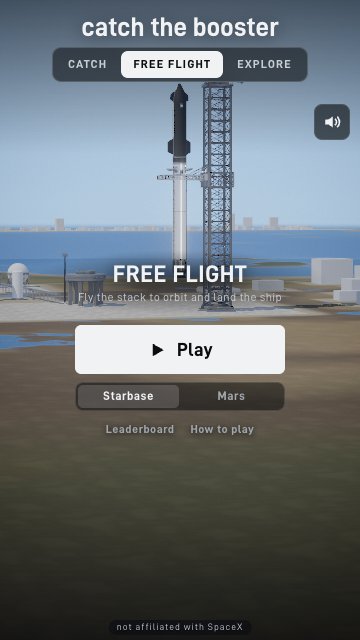 catch the booster
CATCH FREE FLIGHT EXPLORE
FREE FLIGHT
Fly the stack to orbit and land the ship
Play
Starbase Mars
Leaderboard How to play
not affiliated with SpaceX